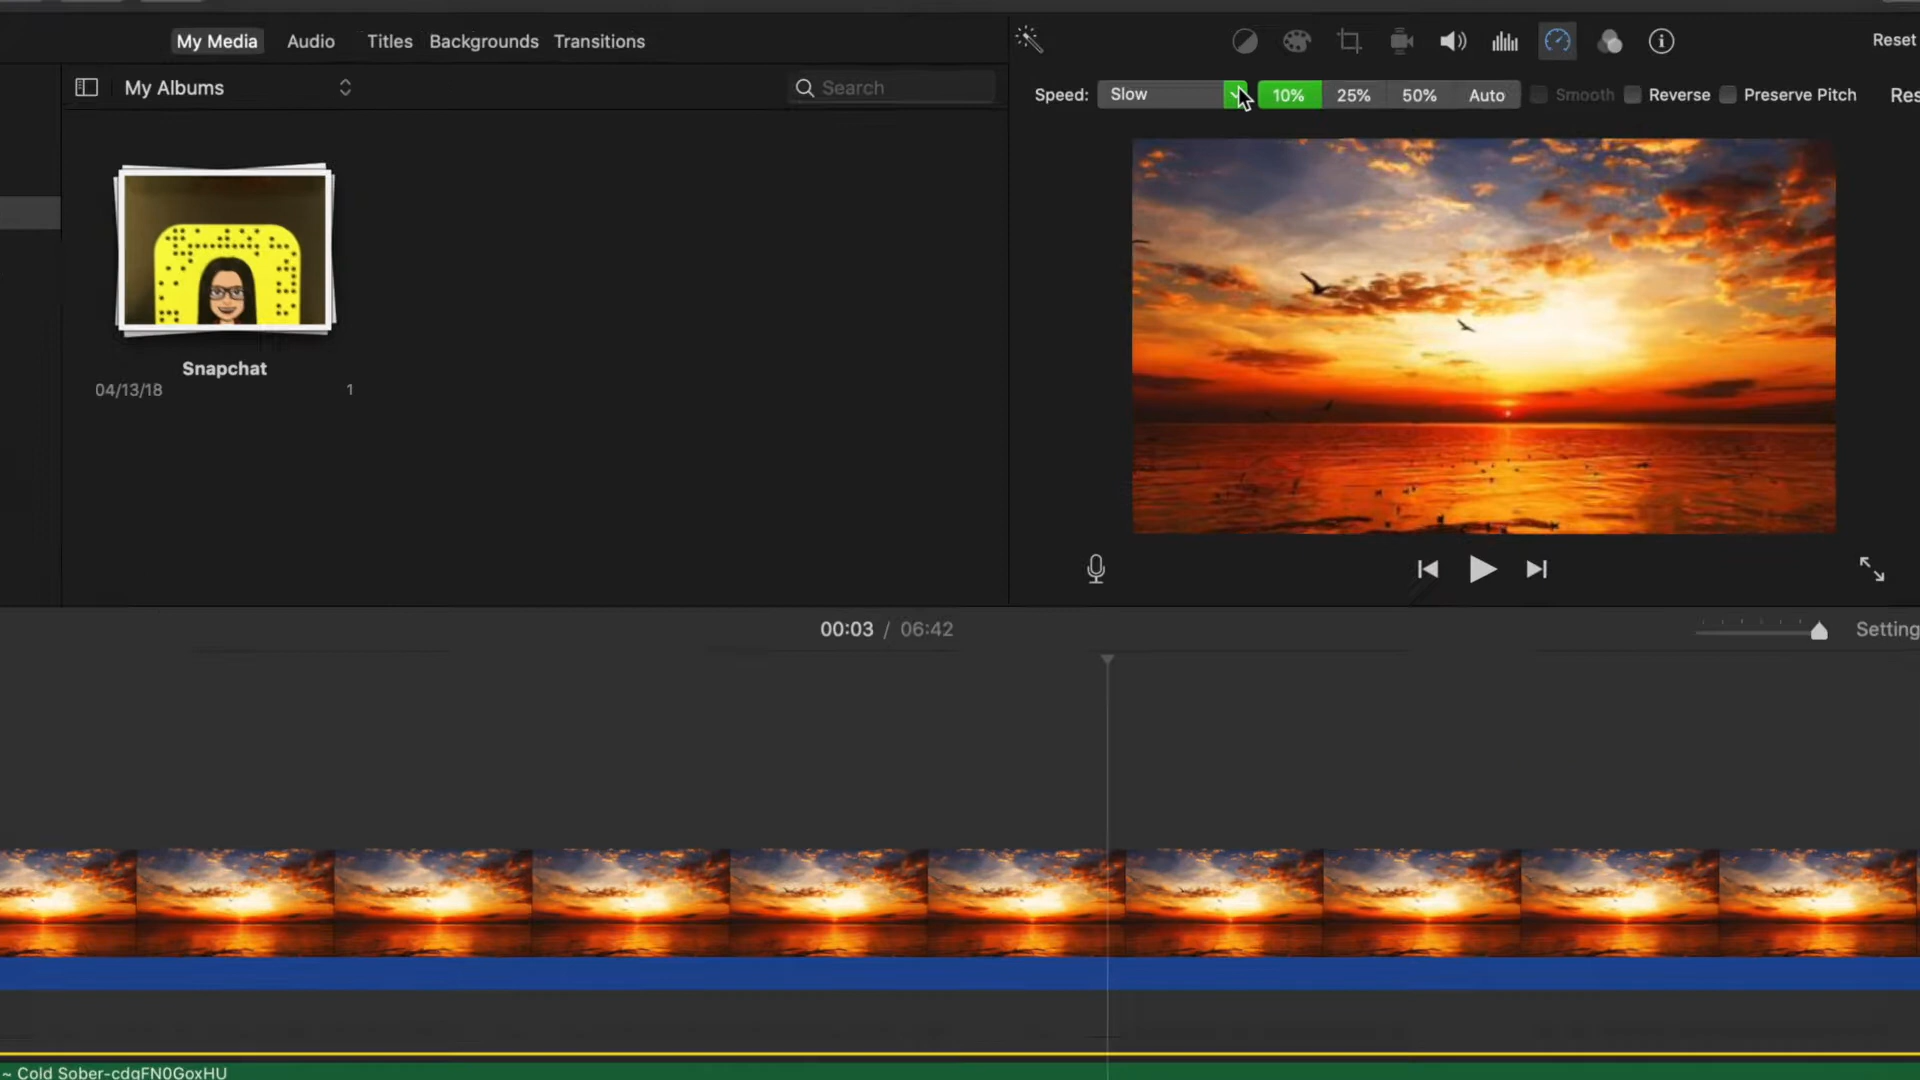 My Media Audio Titles Backgrounds Transitions
Reset
My Albums
Search
Speed: Slow 10% 25% 50% Auto Smooth Reverse Preserve Pitch Res
Snapchat
04/13/18 1
00:03 / 06:42
Setting
~ Cold Sober-cdgFN0GoxHU